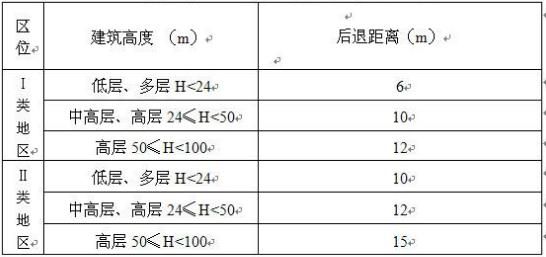 区位 建筑高度 （m） 后退距离（m）
Ⅰ类地区 低层、多层 H<24 6
中高层、高层 24≤H<50 10
高层 50≤H<100 12
Ⅱ类地区 低层、多层 H<24 10
中高层、高层 24≤H<50 12
高层 50≤H<100 15